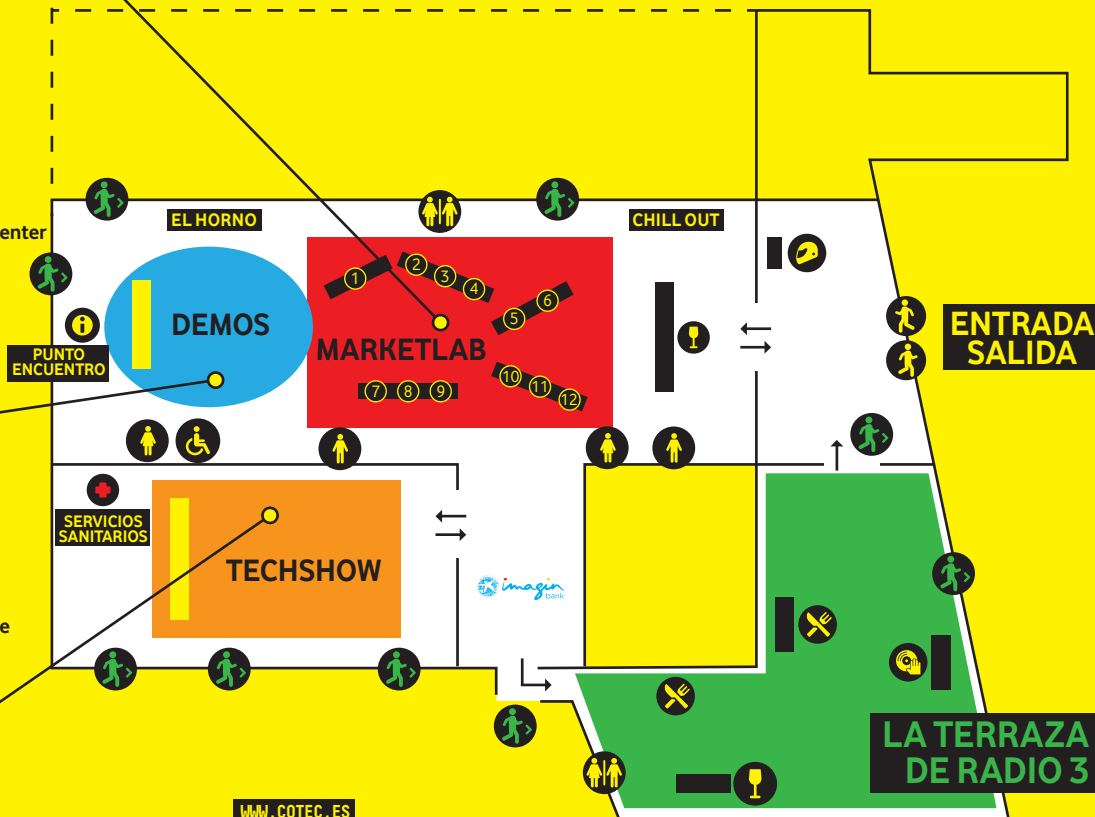 EL HORNO
CHILL OUT
enter
1
2
3
4
5
6
DEMOS
MARKETLAB
ENTRADA
SALIDA
PUNTO
ENCUENTRO
7
8
9
10
11
12
SERVICIOS
SANITARIOS
TECHSHOW
imagin
bank
e
LA TERRAZA
DE RADIO 3
WWW.COTEC.ES